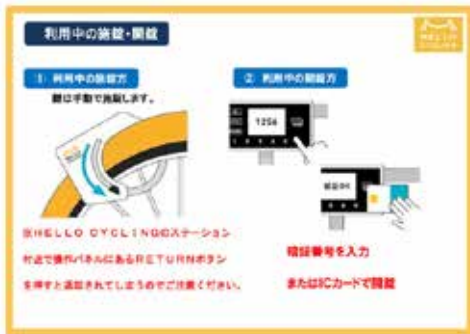 利用中の施錠・開錠
HELLO
① 利用中の施錠方
鍵は手動で施錠します。
② 利用中の開錠方
1256
認証OK
※HELLO CYCLINGのステーション
付近で操作パネルにあるRETURNボタン
を押すと返却されてしまうのでご注意ください。
暗証番号を入力
またはICカードで開錠